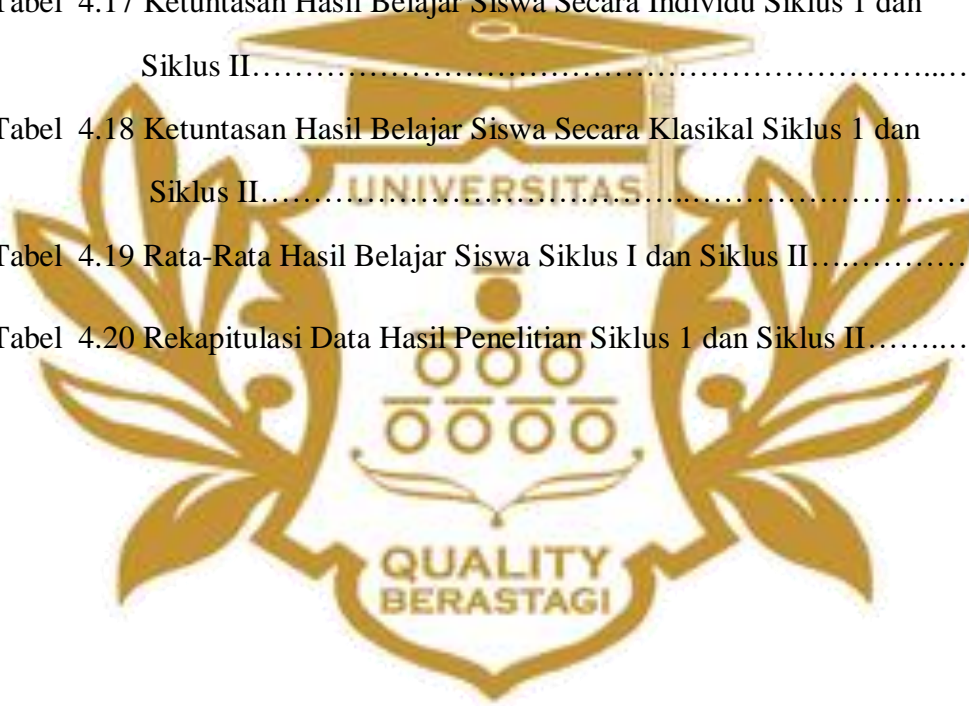 Tabel 4.17 Ketuntasan Hasil Belajar Siswa Secara Individu Siklus 1 dan
Siklus II……………………………………………………………...…
Tabel 4.18 Ketuntasan Hasil Belajar Siswa Secara Klasikal Siklus 1 dan
Siklus II……………………………………...………………………
UNIVERSITAS
Tabel 4.19 Rata-Rata Hasil Belajar Siswa Siklus I dan Siklus II….…………
Tabel 4.20 Rekapitulasi Data Hasil Penelitian Siklus 1 dan Siklus II…….…
QUALITY
BERASTAGI